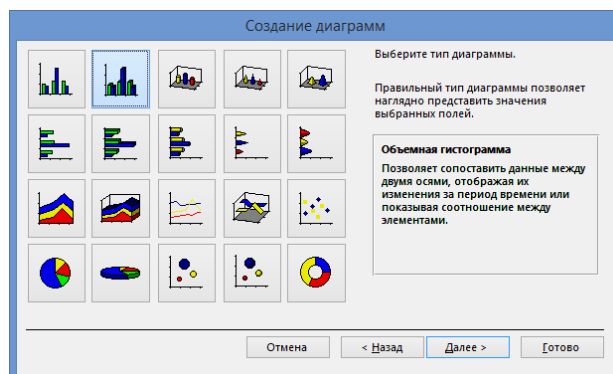 Создание диаграмм
Выберите тип диаграммы.
Правильный тип диаграммы позволяет
наглядно представить значения
выбранных полей.
Объемная гистограмма
Позволяет сопоставить данные между
двумя осями, отображая их
изменения за период времени или
показывая соотношение между
элементами.
Отмена
< Назад
Далее >
Готово